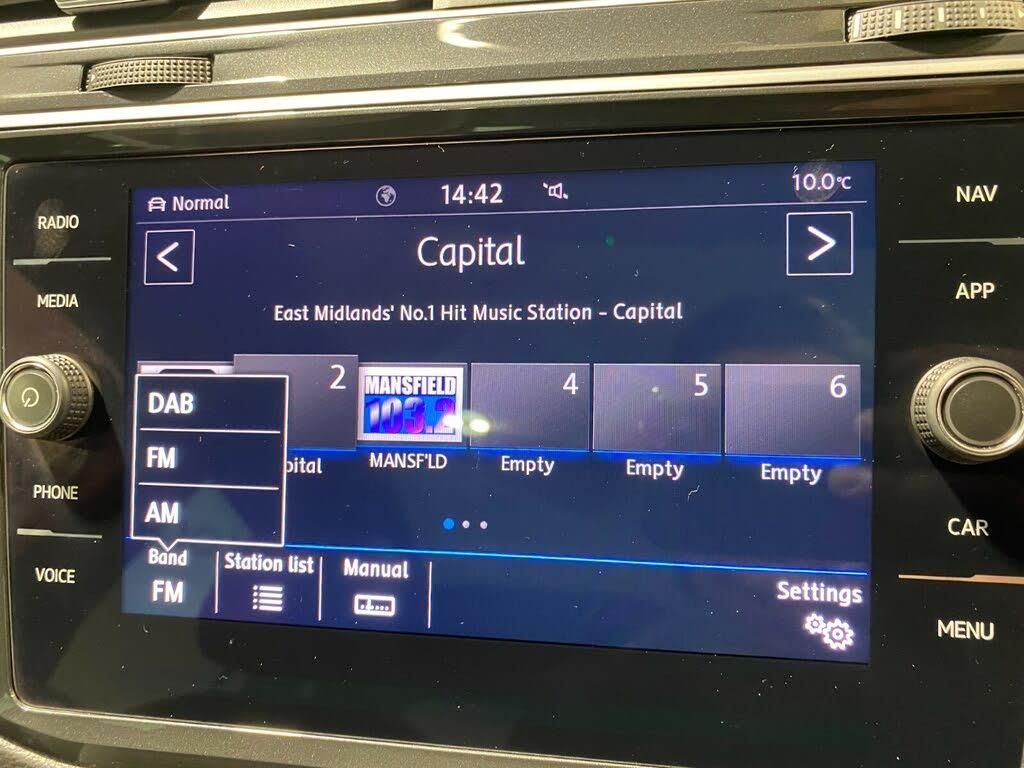 RADIO
MEDIA
PHONE
VOICE
Normal
14:42
10.0°C
Capital
East Midlands' No.1 Hit Music Station - Capital
2
MANSFIELD
103.2
4
5
6
MANSF'LD
Empty
Empty
Empty
DAB
FM
AM
Band
FM
Station list
Manual
Settings
NAV
APP
CAR
MENU